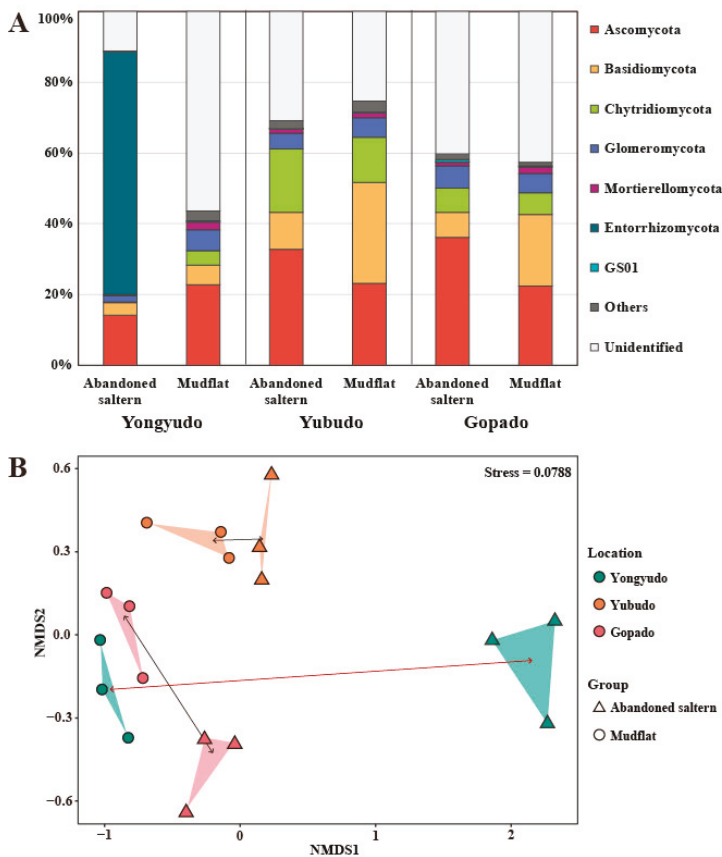 A
100%
80%
60%
40%
20%
0%
Abandoned saltern
Mudflat
Abandoned saltern
Mudflat
Abandoned saltern
Mudflat
Yongyudo
Yubudo
Gopado
Ascomycota
Basidiomycota
Chytridiomycota
Glomeromycota
Mortierellomycota
Entorrhizomycota
GS01
Others
Unidentified
B
Stress = 0.0788
0.6
0.3
0.0
−0.3
−0.6
NMDS2
−1
0
1
2
NMDS1
Location
Yongyudo
Yubudo
Gopado
Group
Abandoned saltern
Mudflat